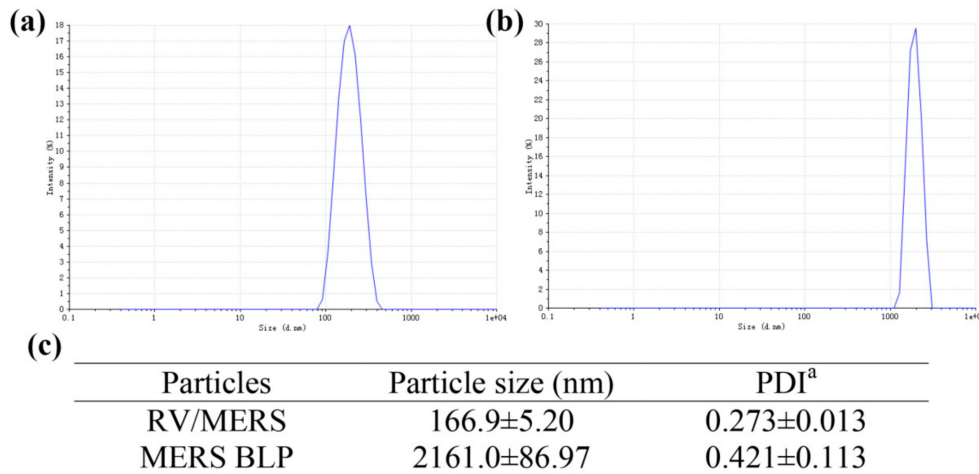 (a)
18
17
16
15
14
13
12
11
10
9
8
7
6
5
4
3
2
1
0
Intensity (%)
0.1 1 10 100 1000 1e+04
Size (d.nm)
(b)
30
28
26
24
22
20
18
16
14
12
10
8
6
4
2
0
Intensity (%)
0.1 1 10 100 1000 1e+0
Size (d.nm)
(c)
Particles Particle size (nm) PDIa
RV/MERS 166.9±5.20 0.273±0.013
MERS BLP 2161.0±86.97 0.421±0.113